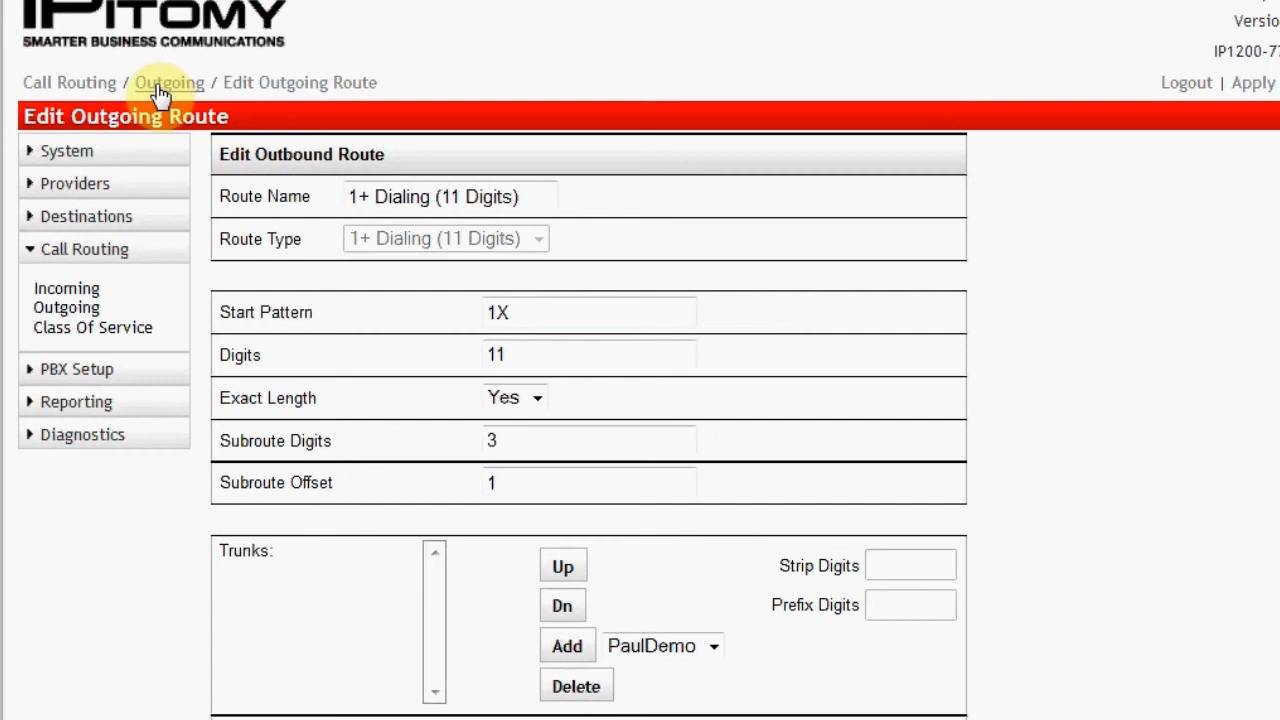 IPITOMY
SMARTER BUSINESS COMMUNICATIONS
Versio
IP1200-77
Call Routing / Outgoing / Edit Outgoing Route
Logout | Apply
Edit Outgoing Route
System
Providers
Destinations
Call Routing
Incoming
Outgoing
Class Of Service
PBX Setup
Reporting
Diagnostics
Edit Outbound Route
Route Name 1+ Dialing (11 Digits)
Route Type 1+ Dialing (11 Digits)
Start Pattern 1X
Digits 11
Exact Length Yes
Subroute Digits 3
Subroute Offset 1
Trunks:
Up
Dn
Add PaulDemo
Delete
Strip Digits
Prefix Digits